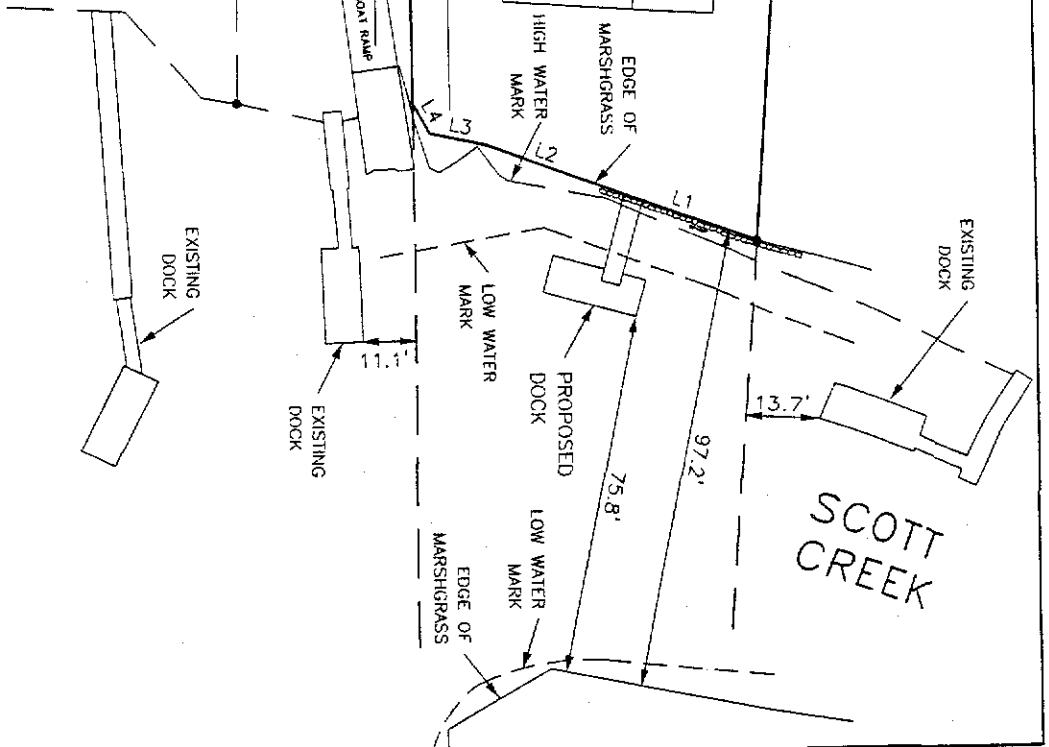 OAT RAMP
HIGH WATER
MARK
EDGE OF
MARSHGRASS
L4
L3
L2
L1
EXISTING
DOCK
EXISTING
DOCK
LOW WATER
MARK
11.1'
EXISTING
DOCK
PROPOSED
DOCK
13.7'
97.2'
75.8'
SCOTT
CREEK
LOW WATER
MARK
EDGE OF
MARSHGRASS